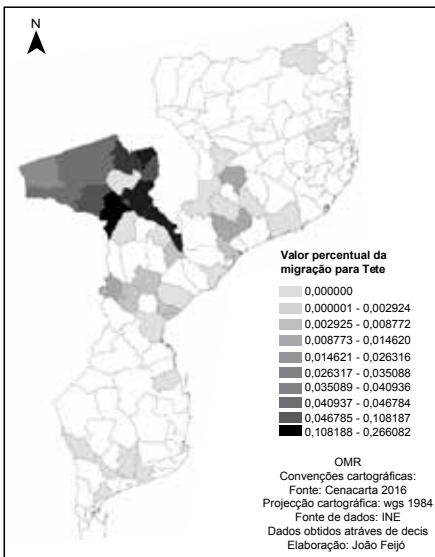 N
Valor percentual da
migração para Tete
0,000000
0,000001 - 0,002924
0,002925 - 0,008772
0,008773 - 0,014620
0,014621 - 0,026316
0,026317 - 0,035088
0,035089 - 0,040936
0,040937 - 0,046784
0,046785 - 0,108187
0,108188 - 0,266082
OMR
Convenções cartográficas:
Fonte: Cenacarta 2016
Projecção cartográfica: wgs 1984
Fonte de dados: INE
Dados obtidos atráves de decis
Elaboração: João Feijó